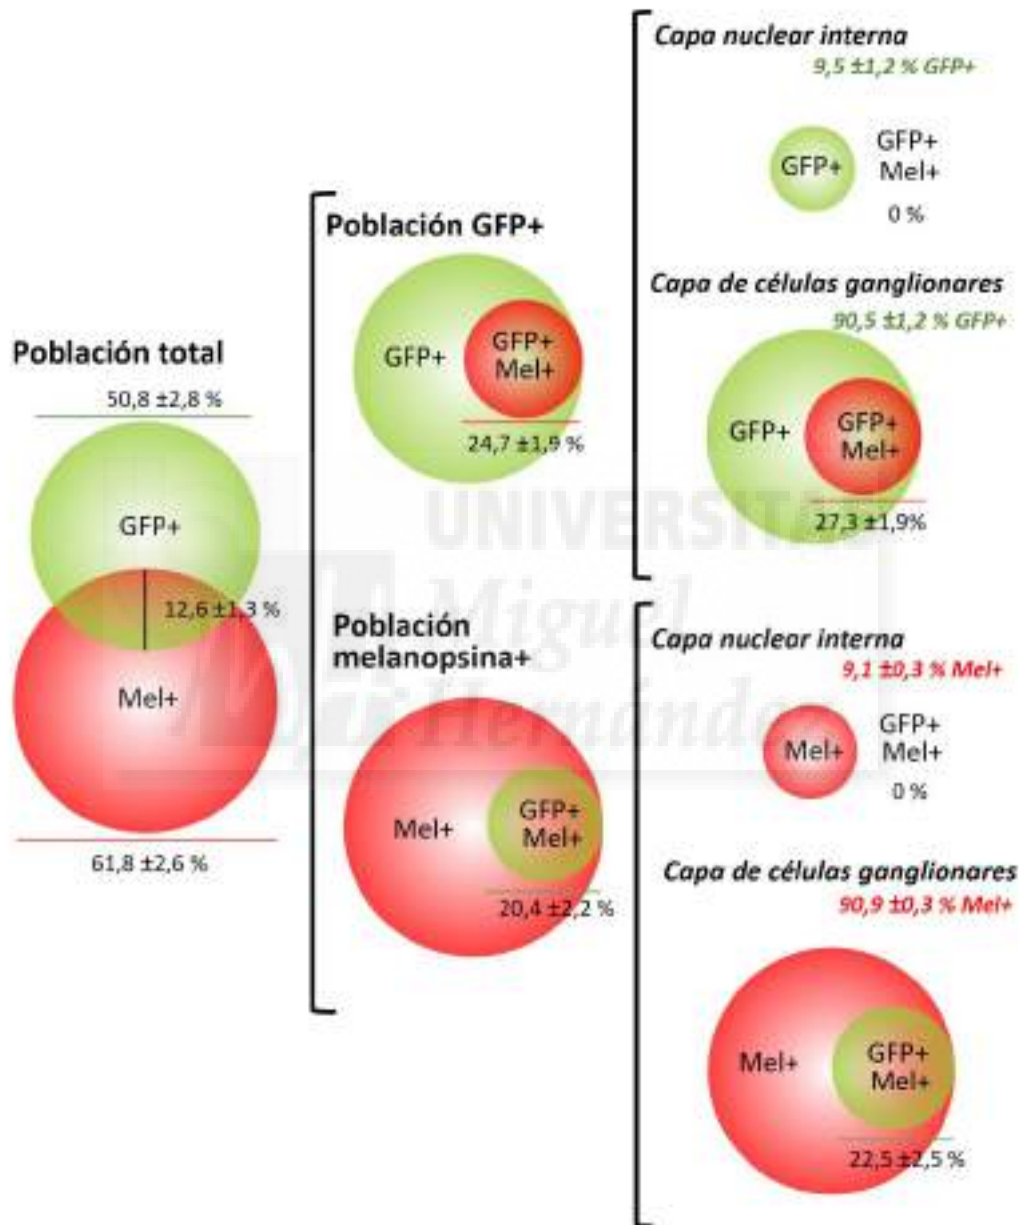 Población total
50,8 ±2,8 %
GFP+
12,6 ±1,3 %
Mel+
61,8 ±2,6 %
Población GFP+
GFP+
GFP+
Mel+
24,7 ±1,9 %
Población
melanopsina+
Mel+
GFP+
Mel+
20,4 ±2,2 %
Capa nuclear interna
9,5 ±1,2 % GFP+
GFP+
GFP+
Mel+
0 %
Capa de células ganglionares
90,5 ±1,2 % GFP+
GFP+
GFP+
Mel+
27,3 ±1,9%
Capa nuclear interna
9,1 ±0,3 % Mel+
Mel+
GFP+
Mel+
0 %
Capa de células ganglionares
90,9 ±0,3 % Mel+
Mel+
GFP+
Mel+
22,5 ±2,5 %
UNIVERSITA
Miguel
Hernández